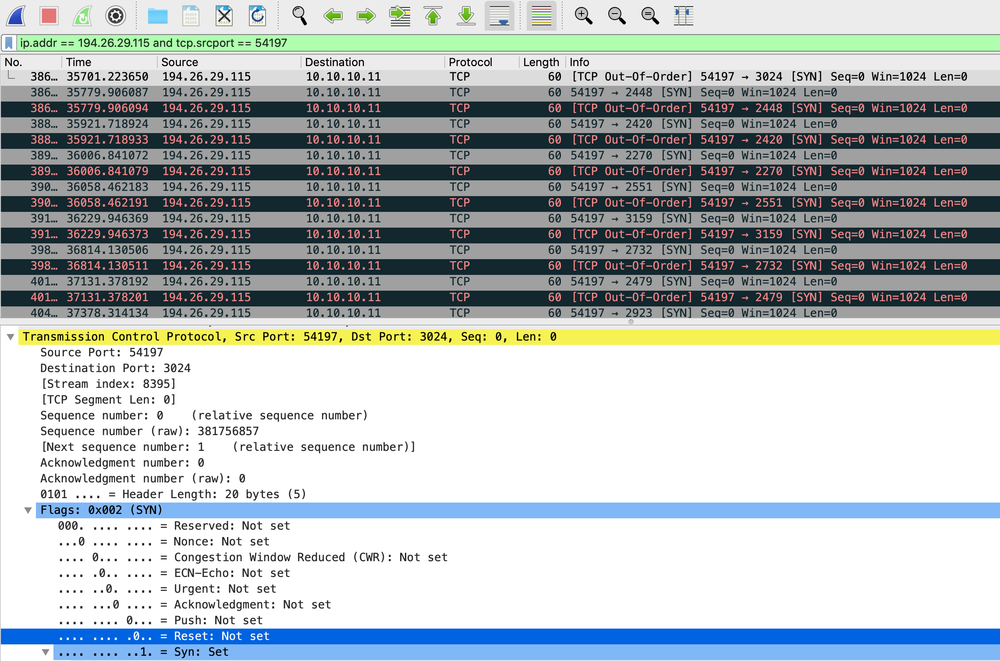 ip.addr == 194.26.29.115 and tcp.srcport == 54197
No. Time Source Destination Protocol Length Info
386… 35701.223650 194.26.29.115 10.10.10.11 TCP 60 [TCP Out-Of-Order] 54197 → 3024 [SYN] Seq=0 Win=1024 Len=0
386… 35779.906087 194.26.29.115 10.10.10.11 TCP 60 54197 → 2448 [SYN] Seq=0 Win=1024 Len=0
386… 35779.906094 194.26.29.115 10.10.10.11 TCP 60 [TCP Out-Of-Order] 54197 → 2448 [SYN] Seq=0 Win=1024 Len=0
388… 35921.718924 194.26.29.115 10.10.10.11 TCP 60 54197 → 2420 [SYN] Seq=0 Win=1024 Len=0
388… 35921.718933 194.26.29.115 10.10.10.11 TCP 60 [TCP Out-Of-Order] 54197 → 2420 [SYN] Seq=0 Win=1024 Len=0
389… 36006.841072 194.26.29.115 10.10.10.11 TCP 60 54197 → 2270 [SYN] Seq=0 Win=1024 Len=0
389… 36006.841079 194.26.29.115 10.10.10.11 TCP 60 [TCP Out-Of-Order] 54197 → 2270 [SYN] Seq=0 Win=1024 Len=0
390… 36058.462183 194.26.29.115 10.10.10.11 TCP 60 54197 → 2551 [SYN] Seq=0 Win=1024 Len=0
390… 36058.462191 194.26.29.115 10.10.10.11 TCP 60 [TCP Out-Of-Order] 54197 → 2551 [SYN] Seq=0 Win=1024 Len=0
391… 36229.946369 194.26.29.115 10.10.10.11 TCP 60 54197 → 3159 [SYN] Seq=0 Win=1024 Len=0
391… 36229.946373 194.26.29.115 10.10.10.11 TCP 60 [TCP Out-Of-Order] 54197 → 3159 [SYN] Seq=0 Win=1024 Len=0
398… 36814.130506 194.26.29.115 10.10.10.11 TCP 60 54197 → 2732 [SYN] Seq=0 Win=1024 Len=0
398… 36814.130511 194.26.29.115 10.10.10.11 TCP 60 [TCP Out-Of-Order] 54197 → 2732 [SYN] Seq=0 Win=1024 Len=0
401… 37131.378192 194.26.29.115 10.10.10.11 TCP 60 54197 → 2479 [SYN] Seq=0 Win=1024 Len=0
401… 37131.378201 194.26.29.115 10.10.10.11 TCP 60 [TCP Out-Of-Order] 54197 → 2479 [SYN] Seq=0 Win=1024 Len=0
404… 37378.314134 194.26.29.115 10.10.10.11 TCP 60 54197 → 2923 [SYN] Seq=0 Win=1024 Len=0
Transmission Control Protocol, Src Port: 54197, Dst Port: 3024, Seq: 0, Len: 0
Source Port: 54197
Destination Port: 3024
[Stream index: 8395]
[TCP Segment Len: 0]
Sequence number: 0 (relative sequence number)
Sequence number (raw): 381756857
[Next sequence number: 1 (relative sequence number)]
Acknowledgment number: 0
Acknowledgment number (raw): 0
0101 .... = Header Length: 20 bytes (5)
Flags: 0x002 (SYN)
000. .... .... = Reserved: Not set
...0 .... .... = Nonce: Not set
.... 0... .... = Congestion Window Reduced (CWR): Not set
.... .0.. .... = ECN-Echo: Not set
.... ..0. .... = Urgent: Not set
.... ...0 .... = Acknowledgment: Not set
.... .... 0... = Push: Not set
.... .... .0.. = Reset: Not set
.... .... ..1. = Syn: Set